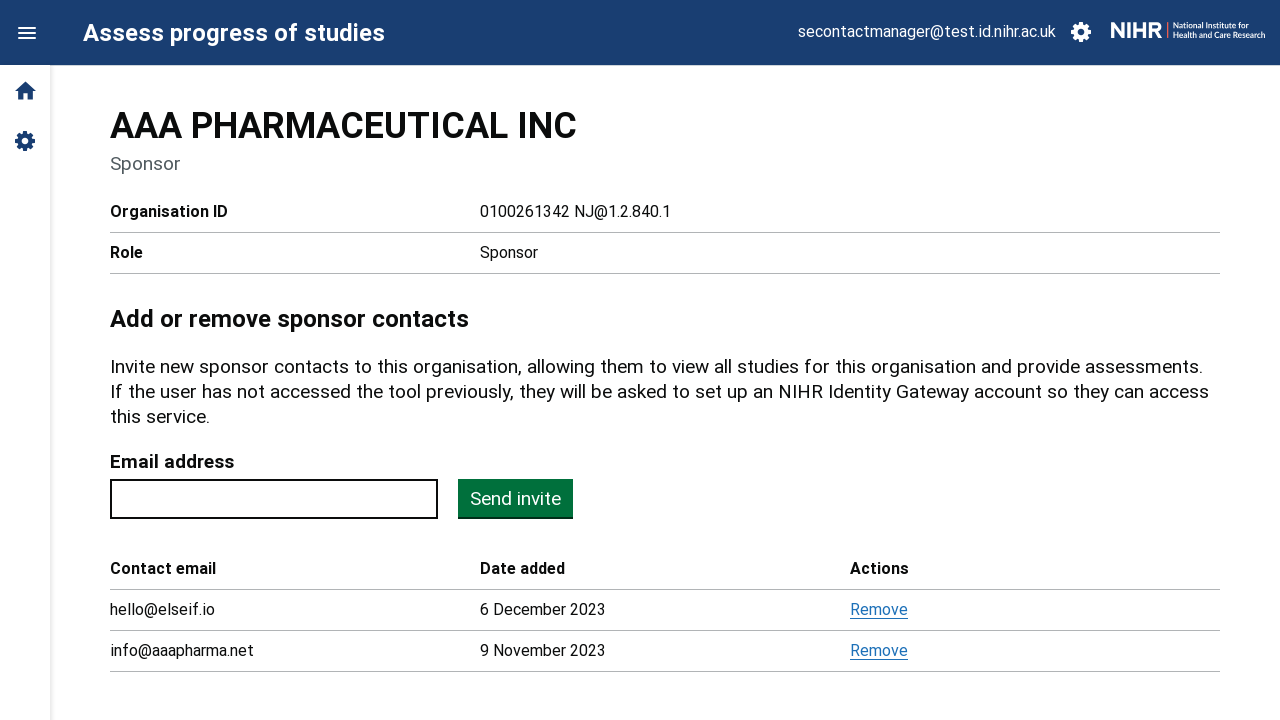 Assess progress of studies
secontactmanager@test.id.nihr.ac.uk
NIHR | National Institute for
Health and Care Research
AAA PHARMACEUTICAL INC
Sponsor
Organisation ID 0100261342 NJ@1.2.840.1
Role Sponsor
Add or remove sponsor contacts
Invite new sponsor contacts to this organisation, allowing them to view all studies for this organisation and provide assessments.
If the user has not accessed the tool previously, they will be asked to set up an NIHR Identity Gateway account so they can access
this service.
Email address
Send invite
Contact email Date added Actions
hello@elseif.io 6 December 2023 Remove
info@aaapharma.net 9 November 2023 Remove